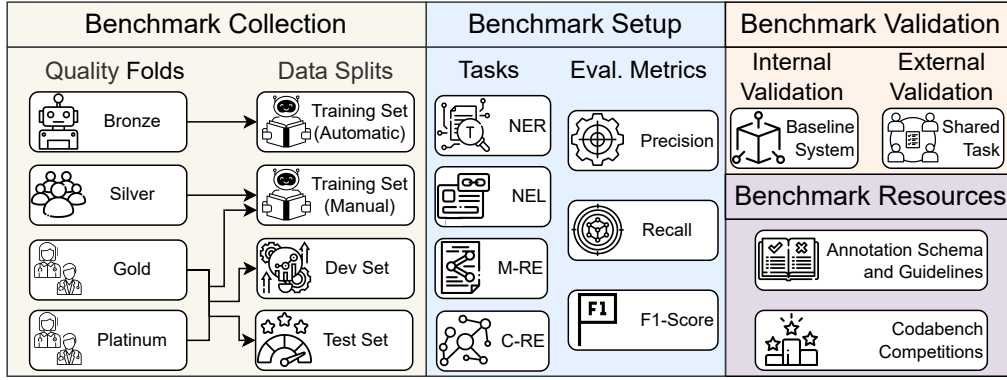 Benchmark Collection
Quality Folds
Data Splits
Bronze
Training Set
(Automatic)
Silver
Training Set
(Manual)
Gold
Dev Set
Platinum
Test Set
Benchmark Setup
Tasks
Eval. Metrics
T
NER
Precision
NEL
Recall
M-RE
F1
F1-Score
C-RE
Benchmark Validation
Internal
Validation
External
Validation
Baseline
System
Shared
Task
Benchmark Resources
Annotation Schema
and Guidelines
Codabench
Competitions